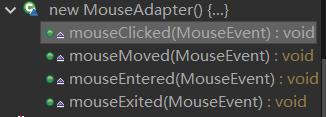 new MouseAdapter() {...}
mouseClicked(MouseEvent) : void
mouseMoved(MouseEvent) : void
mouseEntered(MouseEvent) : void
mouseExited(MouseEvent) : void